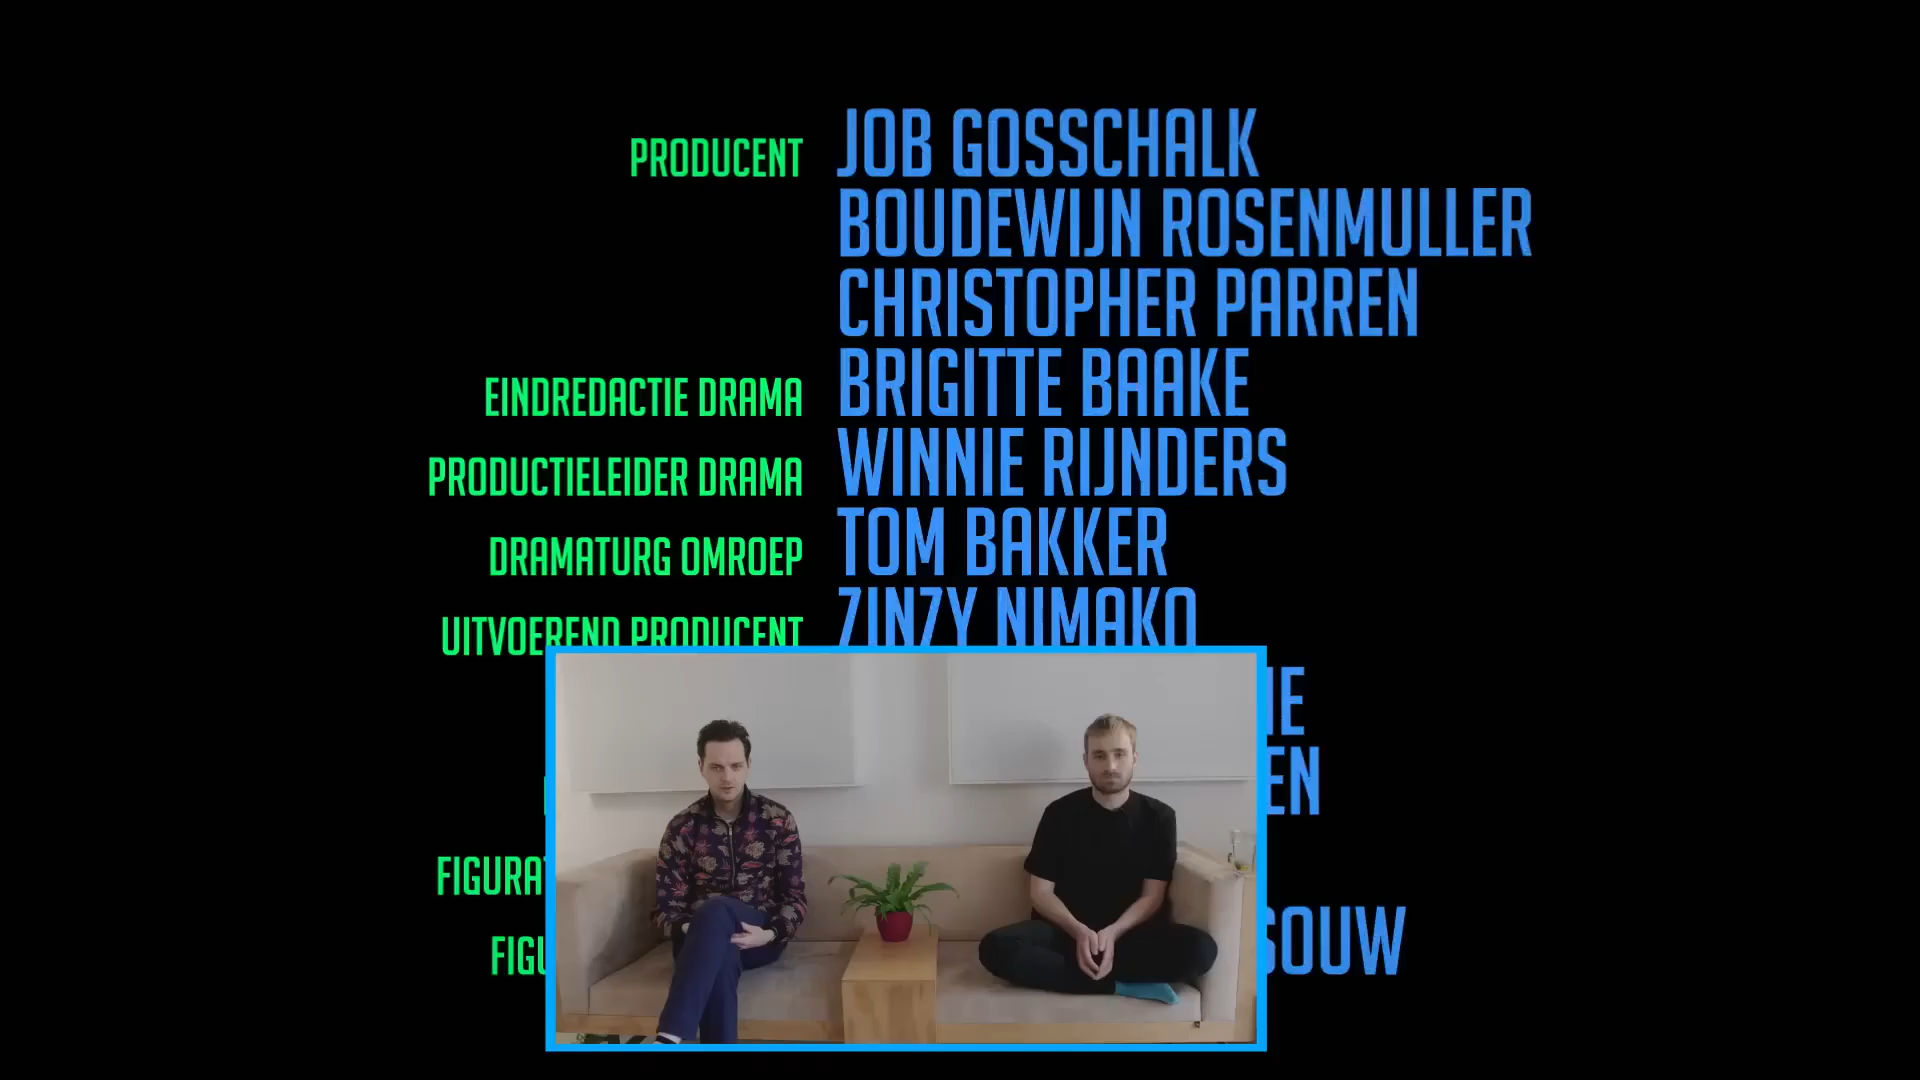 PRODUCENT JOB GOSSCHALK
BOUDEWIJN ROSENMULLER
CHRISTOPHER PARREN
EINDREDACTIE DRAMA BRIGITTE BAAKE
PRODUCTIELEIDER DRAMA WINNIE RIJNDERS
DRAMATURG OMROEP TOM BAKKER
UITVOEREND PRODUCENT ZINZY NIMAKO